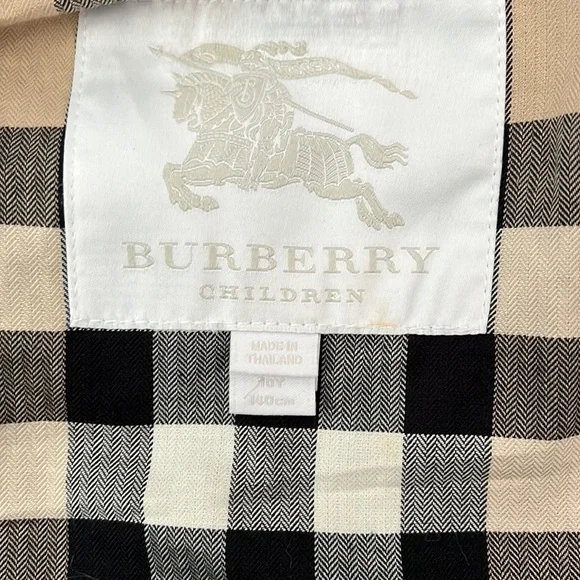 BURBERRY
CHILDREN
MADE IN
THAILAND
10Y
140cm